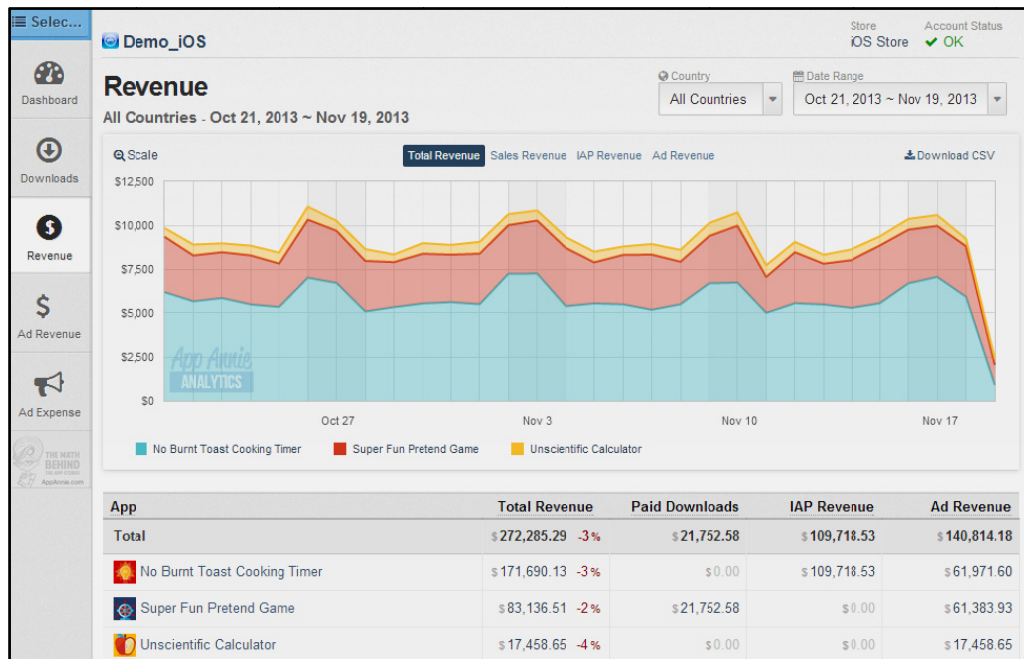 Selec...
Store
Account Status
Demo_iOS
iOS Store
OK
Dashboard
Revenue
Country
Date Range
All Countries
Oct 21, 2013 ~ Nov 19, 2013
All Countries - Oct 21, 2013 ~ Nov 19, 2013
Downloads
Scale
Total Revenue Sales Revenue IAP Revenue Ad Revenue
Download CSV
$12,500
$10,000
$7,500
$5,000
$2,500
$0
App Annie
ANALYTICS
Oct 27
Nov 3
Nov 10
Nov 17
No Burnt Toast Cooking Timer
Super Fun Pretend Game
Unscientific Calculator
Revenue
Ad Revenue
Ad Expense
THE MATH
BEHIND
AppAnnie.com
App Total Revenue Paid Downloads IAP Revenue Ad Revenue
Total $272,285.29 -3% $21,752.58 $109,718.53 $140,814.18
No Burnt Toast Cooking Timer $171,690.13 -3% $0.00 $109,718.53 $61,971.60
Super Fun Pretend Game $83,136.51 -2% $21,752.58 $0.00 $61,383.93
Unscientific Calculator $17,458.65 -4% $0.00 $0.00 $17,458.65